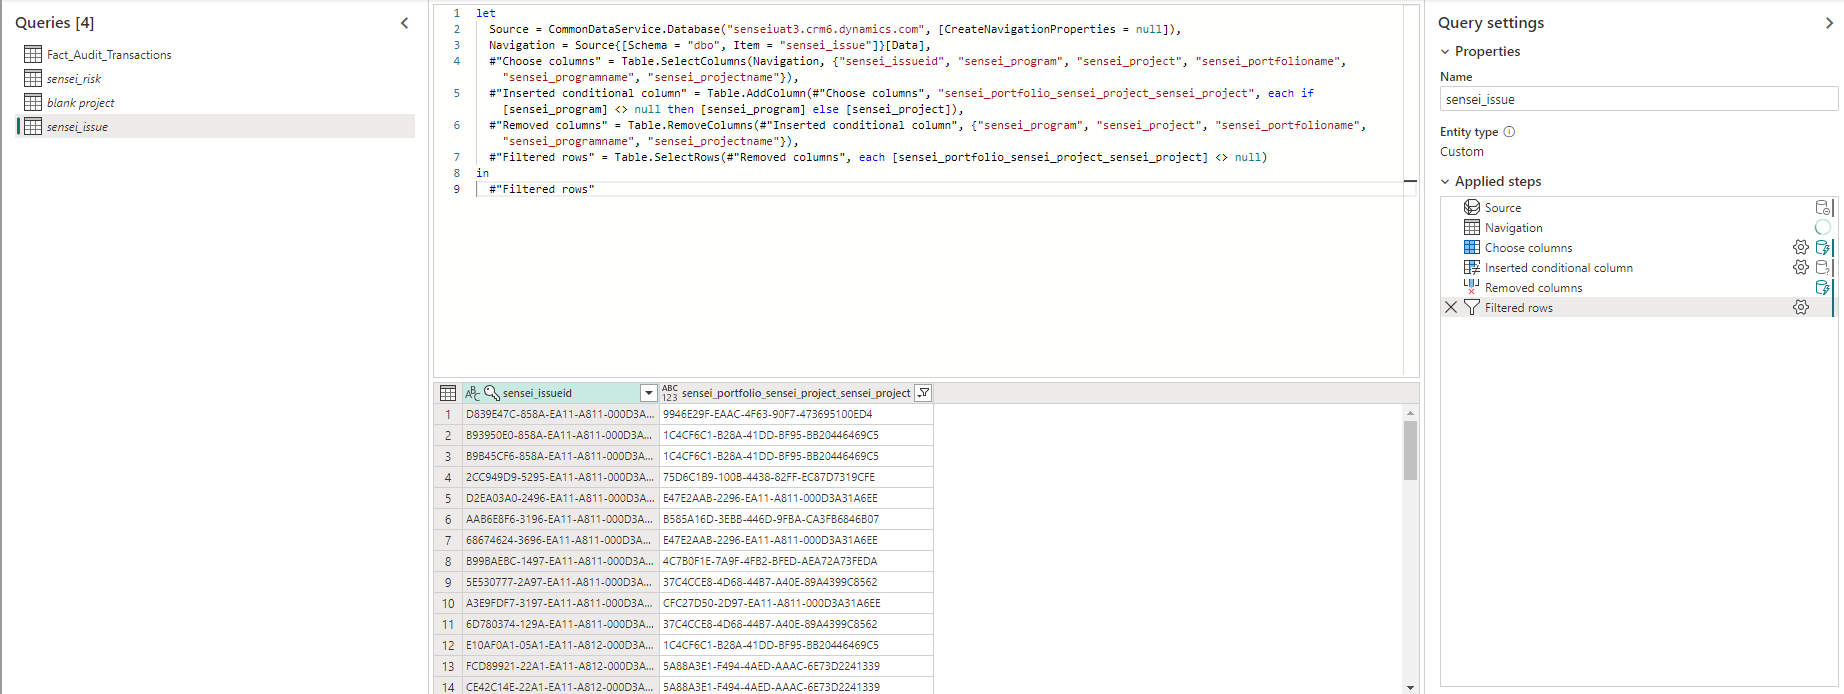 Queries [4]
Fact_Audit_Transactions
sensei_risk
blank project
sensei_issue
1 let
2 Source = CommonDataService.Database("senseiuat3.crm6.dynamics.com", [CreateNavigationProperties = null]),
3 Navigation = Source{[Schema = "dbo", Item = "sensei_issue"]}[Data],
4 #"Choose columns" = Table.SelectColumns(Navigation, {"sensei_issueid", "sensei_program", "sensei_project", "sensei_portfolioname",
"sensei_programname", "sensei_projectname"}),
5 #"Inserted conditional column" = Table.AddColumn(#"Choose columns", "sensei_portfolio_sensei_project_sensei_project", each if
[sensei_program] <> null then [sensei_program] else [sensei_project]),
6 #"Removed columns" = Table.RemoveColumns(#"Inserted conditional column", {"sensei_program", "sensei_project", "sensei_portfolioname",
"sensei_programname", "sensei_projectname"}),
7 #"Filtered rows" = Table.SelectRows(#"Removed columns", each [sensei_portfolio_sensei_project_sensei_project] <> null)
8 in
9 #"Filtered rows"
ABC sensei_issueid ABC 123 sensei_portfolio_sensei_project_sensei_project
1 D839E47C-858A-EA11-A811-000D3A... 9946E29F-EAAC-4F63-90F7-473695100ED4
2 B93950E0-858A-EA11-A811-000D3A... 1C4CF6C1-B28A-41DD-BF95-BB20446469C5
3 B9B45CF6-858A-EA11-A811-000D3A... 1C4CF6C1-B28A-41DD-BF95-BB20446469C5
4 2CC949D9-5295-EA11-A811-000D3A... 75D6C1B9-100B-4438-82FF-EC87D7319CFE
5 D2EA03A0-2496-EA11-A811-000D3A... E47E2AAB-2296-EA11-A811-000D3A31A6EE
6 AAB6E8F6-3196-EA11-A811-000D3A... B585A16D-3EBB-446D-9FBA-CA3FB6846B07
7 68674624-3696-EA11-A811-000D3A... E47E2AAB-2296-EA11-A811-000D3A31A6EE
8 B99BAEBC-1497-EA11-A811-000D3A... 4C7B0F1E-7A9F-4FB2-BFED-AEA72A73FEDA
9 5E530777-2A97-EA11-A811-000D3A... 37C4CCE8-4D68-44B7-A40E-89A4399C8562
10 A3E9FDF7-3197-EA11-A811-000D3A... CFC27D50-2D97-EA11-A811-000D3A31A6EE
11 6D780374-129A-EA11-A811-000D3A... 37C4CCE8-4D68-44B7-A40E-89A4399C8562
12 E10AF0A1-05A1-EA11-A812-000D3A... 1C4CF6C1-B28A-41DD-BF95-BB20446469C5
13 FCD89921-22A1-EA11-A812-000D3A... 5A88A3E1-F494-4AED-AAAC-6E73D2241339
14 CE42C14E-22A1-EA11-A812-000D3A... 5A88A3E1-F494-4AED-AAAC-6E73D2241339
Query settings
Properties
Name
sensei_issue
Entity type
Custom
Applied steps
Source
Navigation
Choose columns
Inserted conditional column
Removed columns
Filtered rows